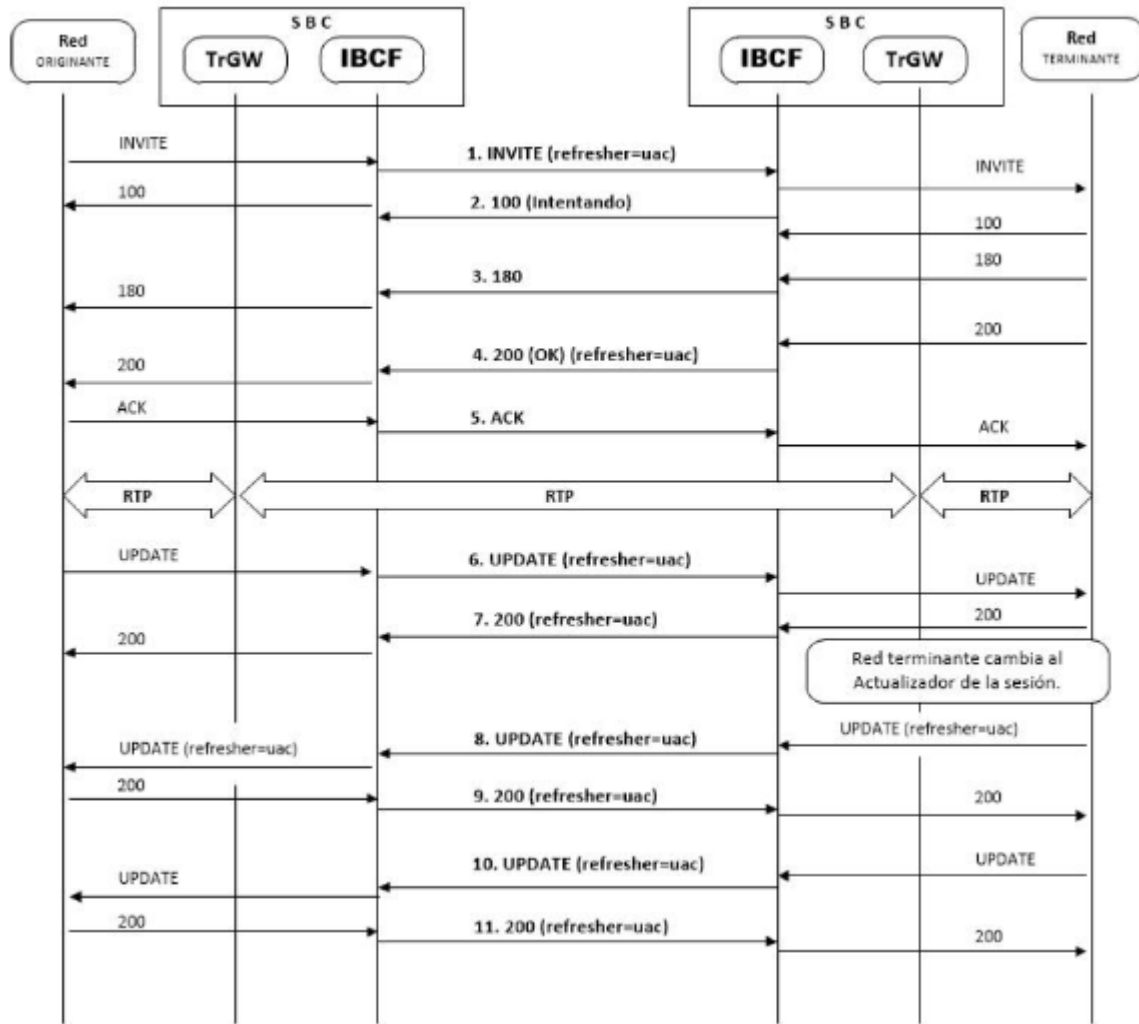 S B C
S B C
Red
ORIGINANTE
TrGW
IBCF
IBCF
TrGW
Red
TERMINANTE
INVITE
1. INVITE (refresher=uac)
INVITE
100
2. 100 (Intentando)
100
180
3. 180
180
200
4. 200 (OK) (refresher=uac)
200
ACK
5. ACK
ACK
RTP
RTP
RTP
UPDATE
6. UPDATE (refresher=uac)
UPDATE
200
7. 200 (refresher=uac)
200
Red terminante cambia al
Actualizador de la sesión.
UPDATE (refresher=uac)
8. UPDATE (refresher=uac)
UPDATE (refresher=uac)
200
9. 200 (refresher=uac)
200
10. UPDATE (refresher=uac)
UPDATE
UPDATE
200
11. 200 (refresher=uac)
200